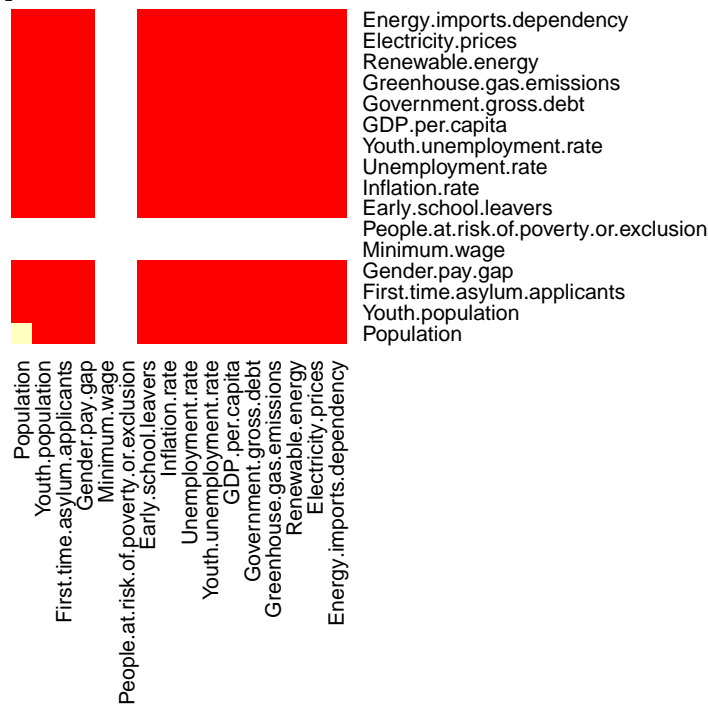 Energy.imports.dependency
Electricity.prices
Renewable.energy
Greenhouse.gas.emissions
Government.gross.debt
GDP.per.capita
Youth.unemployment.rate
Unemployment.rate
Inflation.rate
Early.school.leavers
People.at.risk.of.poverty.or.exclusion
Minimum.wage
Gender.pay.gap
First.time.asylum.applicants
Youth.population
Population
Population
Youth.population
First.time.asylum.applicants
Gender.pay.gap
Minimum.wage
People.at.risk.of.poverty.or.exclusion
Early.school.leavers
Inflation.rate
Unemployment.rate
Youth.unemployment.rate
GDP.per.capita
Government.gross.debt
Greenhouse.gas.emissions
Renewable.energy
Electricity.prices
Energy.imports.dependency